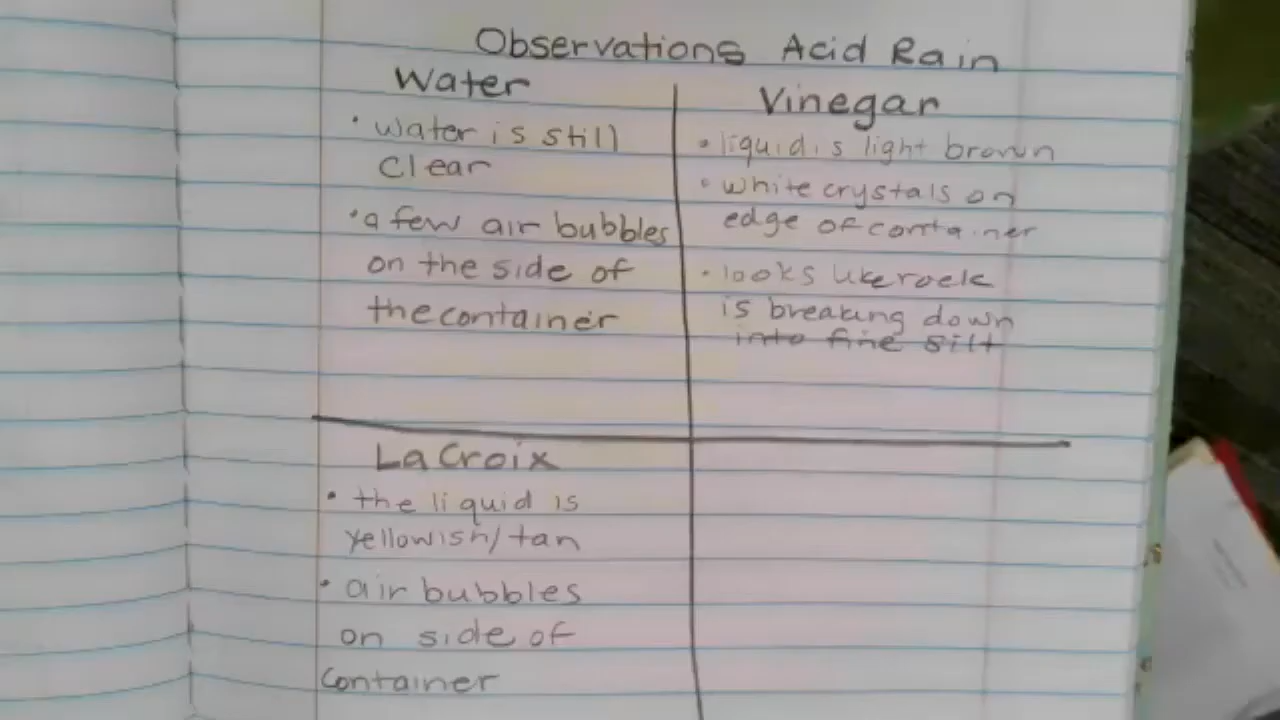 Observations Acid Rain
Water
• water is still
Clear
• a few air bubbles
on the side of
the container
Vinegar
• liquid is light brown
• white crystals on
edge of container
• looks like rock
is breaking down
into fine silt
LaCroix
• the liquid is
yellowish/tan
• air bubbles
on side of
Container